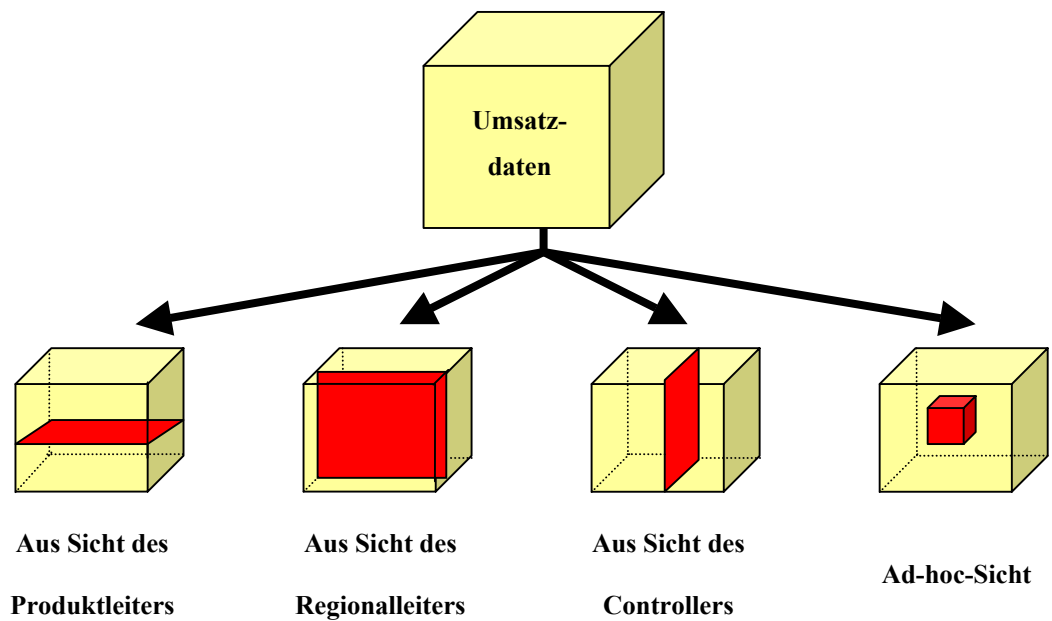 Umsatz-
daten
Aus Sicht des
Produktleiters
Aus Sicht des
Regionalleiters
Aus Sicht des
Controllers
Ad-hoc-Sicht